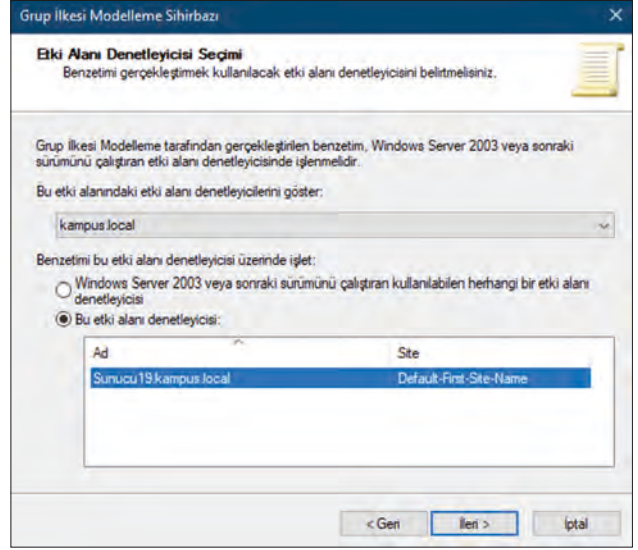 Grup İlkesi Modelleme Sihirbazı
Etki Alanı Denetleyicisi Seçimi
Benzetimi gerçekleştirmek kullanılacak etki alanı denetleyicisini belirtmelisiniz.
Grup İlkesi Modelleme tarafından gerçekleştirilen benzetim, Windows Server 2003 veya sonraki
sürümünü çalıştıran etki alanı denetleyicisinde işlenmelidir.
Bu etki alanındaki etki alanı denetleyicilerini göster:
kampus.local
Benzetimi bu etki alanı denetleyicisi üzerinde işlet:
Windows Server 2003 veya sonraki sürümünü çalıştıran kullanılabilen herhangi bir etki alanı
denetleyicisi
Bu etki alanı denetleyicisi:
Ad Site
Sunucu19.kampus.local Default-First-Site-Name
< Geri İleri > İptal